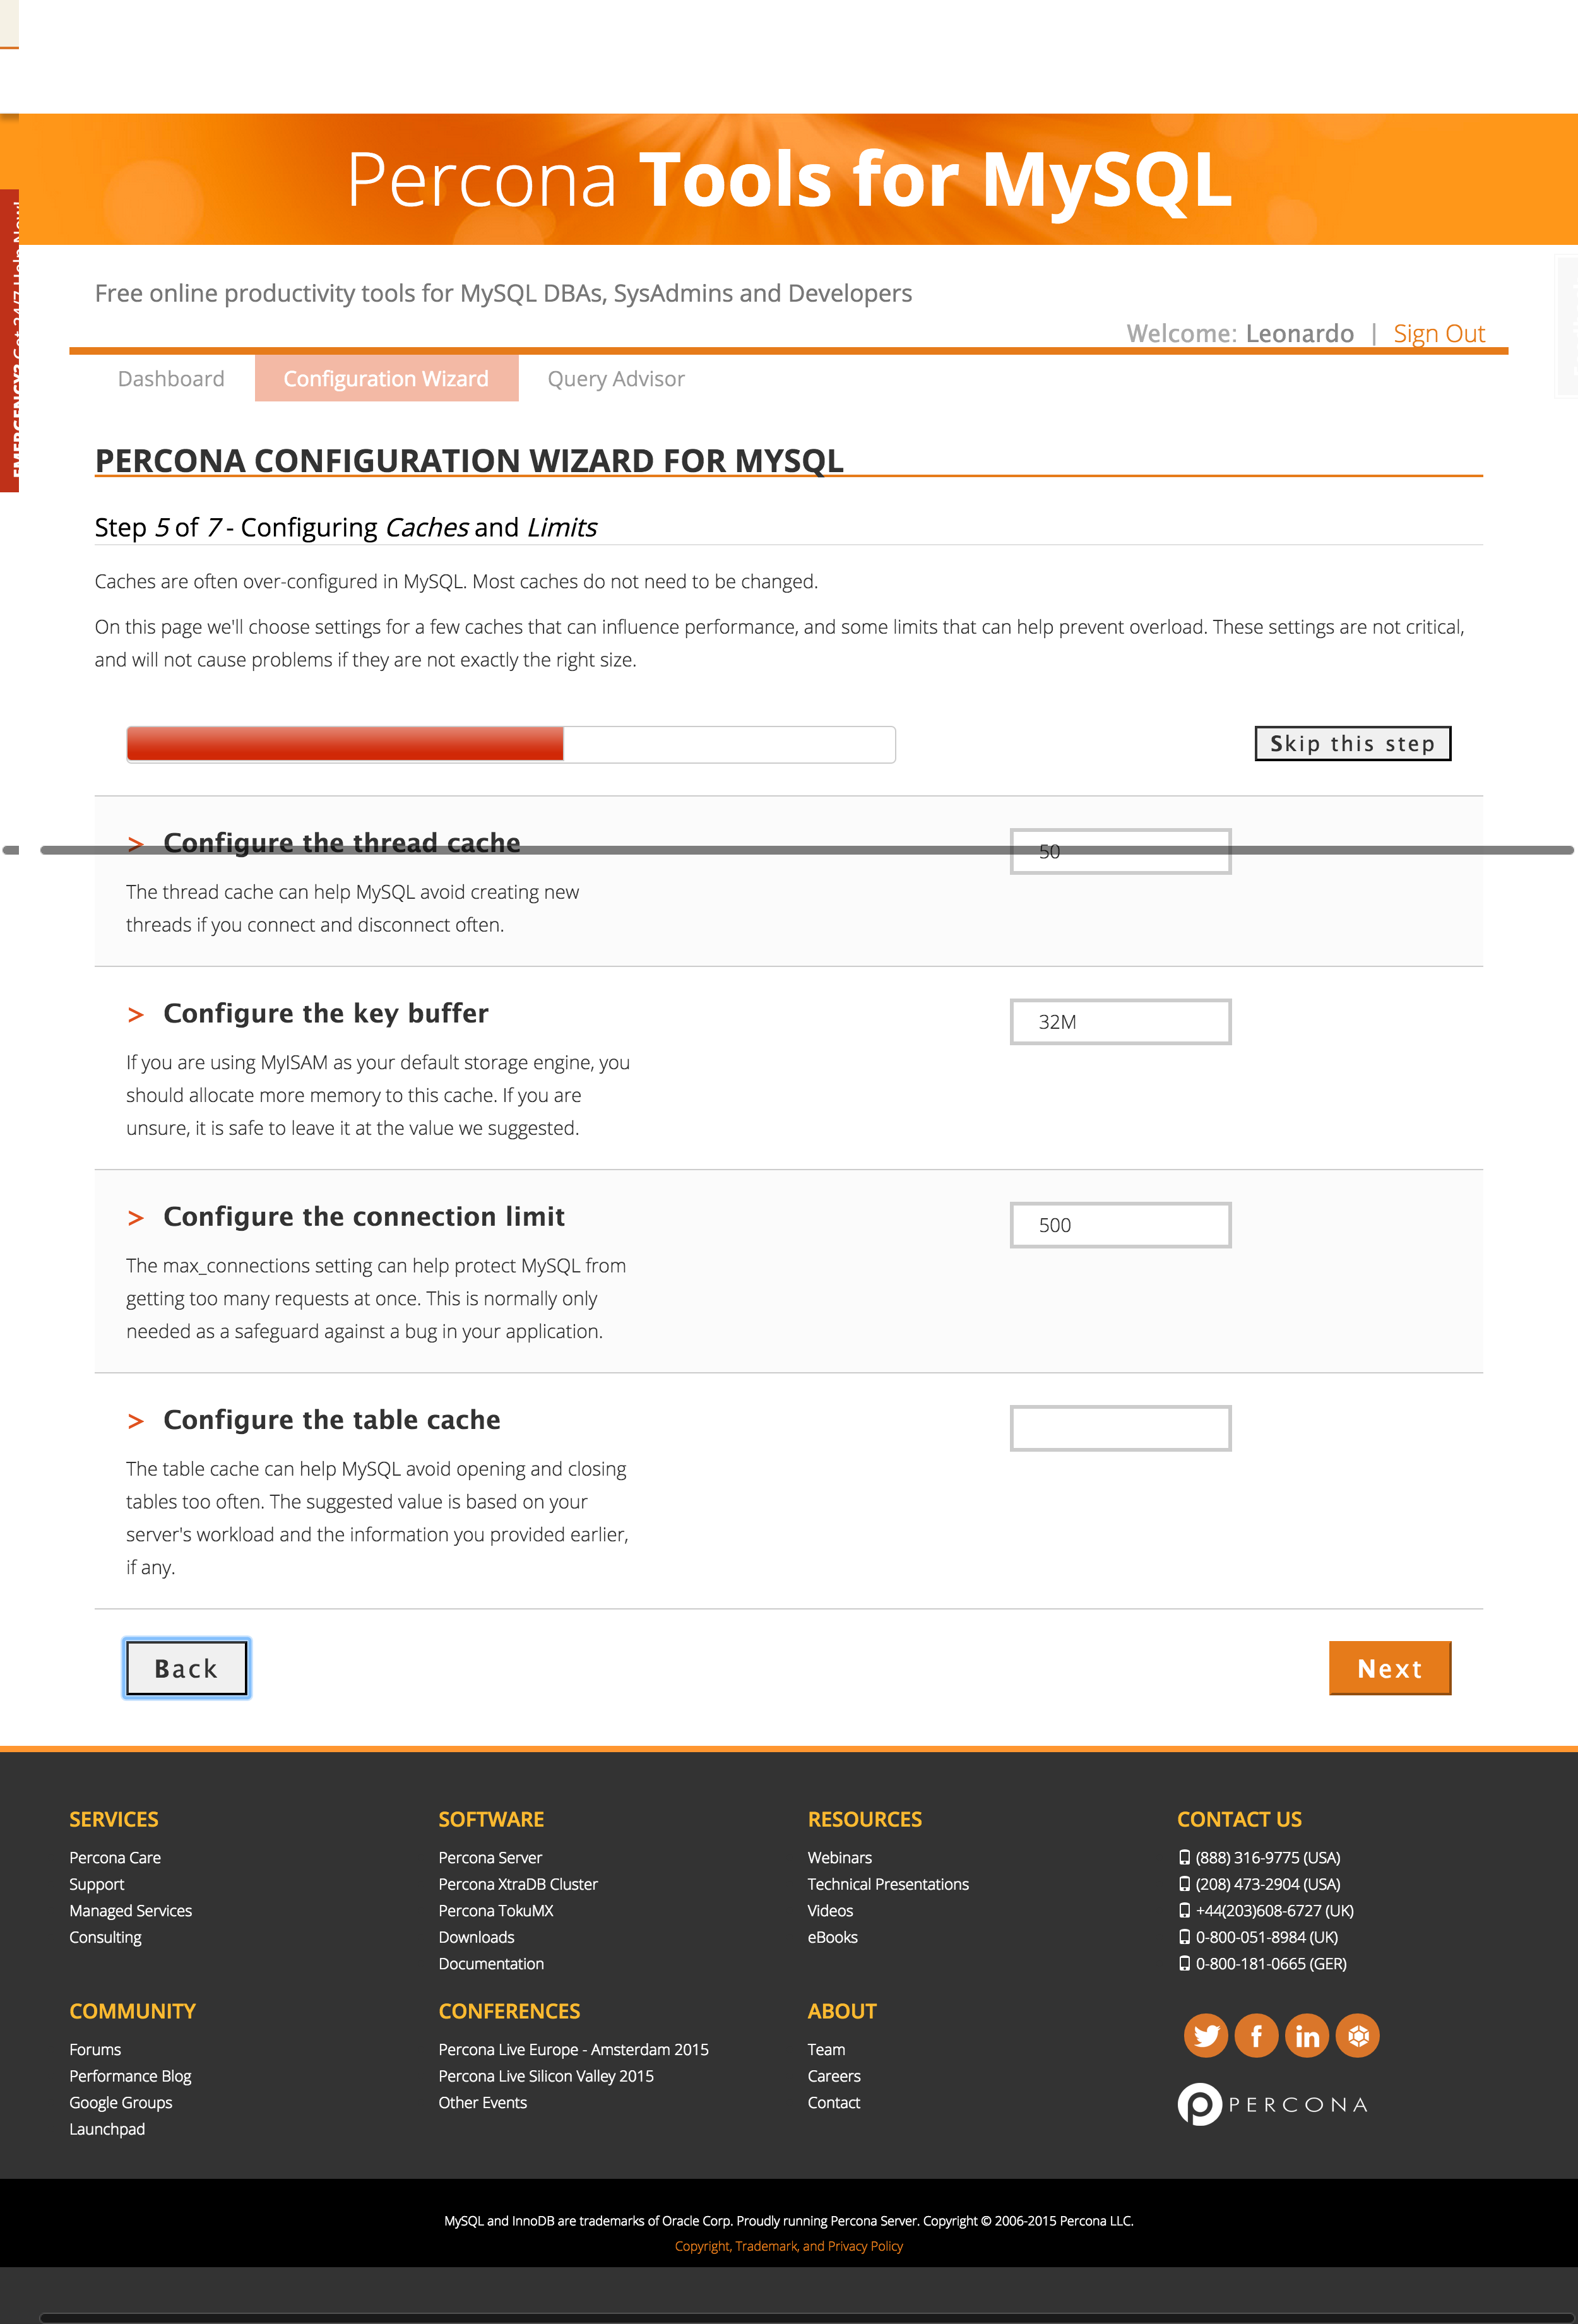 Percona Tools for MySQL
EMERGENCY? Get 24/7 Help Now!
Free online productivity tools for MySQL DBAs, SysAdmins and Developers
Welcome: Leonardo | Sign Out
Dashboard Configuration Wizard Query Advisor
PERCONA CONFIGURATION WIZARD FOR MYSQL
Step 5 of 7 - Configuring Caches and Limits
Caches are often over-configured in MySQL. Most caches do not need to be changed.
On this page we'll choose settings for a few caches that can influence performance, and some limits that can help prevent overload. These settings are not critical,
and will not cause problems if they are not exactly the right size.
Skip this step
> Configure the thread cache
50
The thread cache can help MySQL avoid creating new
threads if you connect and disconnect often.
> Configure the key buffer
32M
If you are using MyISAM as your default storage engine, you
should allocate more memory to this cache. If you are
unsure, it is safe to leave it at the value we suggested.
> Configure the connection limit
500
The max_connections setting can help protect MySQL from
getting too many requests at once. This is normally only
needed as a safeguard against a bug in your application.
> Configure the table cache
The table cache can help MySQL avoid opening and closing
tables too often. The suggested value is based on your
server's workload and the information you provided earlier,
if any.
Back
Next
SERVICES
Percona Care
Support
Managed Services
Consulting
SOFTWARE
Percona Server
Percona XtraDB Cluster
Percona TokuMX
Downloads
Documentation
RESOURCES
Webinars
Technical Presentations
Videos
eBooks
CONTACT US
(888) 316-9775 (USA)
(208) 473-2904 (USA)
+44(203)608-6727 (UK)
0-800-051-8984 (UK)
0-800-181-0665 (GER)
COMMUNITY
Forums
Performance Blog
Google Groups
Launchpad
CONFERENCES
Percona Live Europe - Amsterdam 2015
Percona Live Silicon Valley 2015
Other Events
ABOUT
Team
Careers
Contact
PERCONA
MySQL and InnoDB are trademarks of Oracle Corp. Proudly running Percona Server. Copyright © 2006-2015 Percona LLC.
Copyright, Trademark, and Privacy Policy